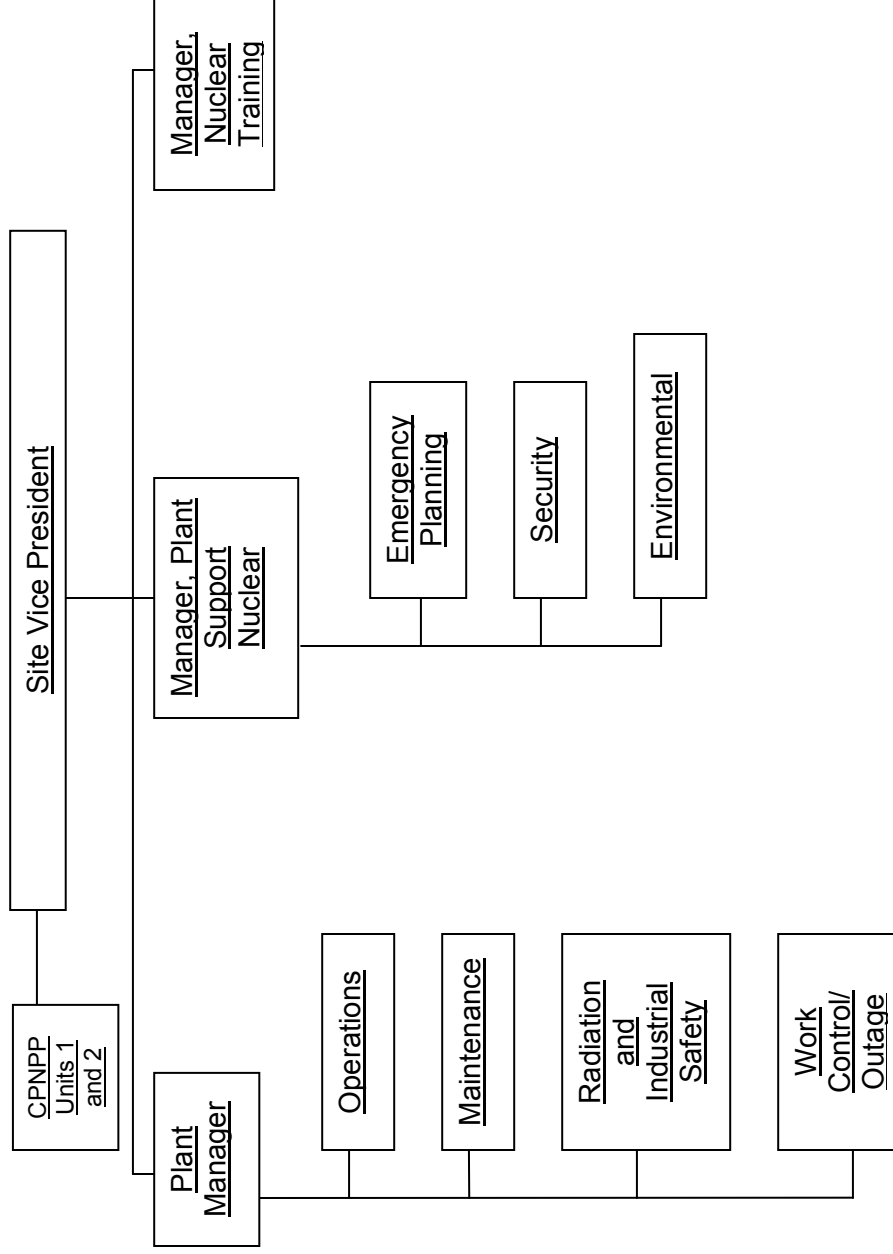 Site Vice President
CPNPP
Units 1
and 2
Plant
Manager
Operations
Maintenance
Radiation
and
Industrial
Safety
Work
Control/
Outage
Manager, Plant
Support
Nuclear
Emergency
Planning
Security
Environmental
Manager,
Nuclear
Training